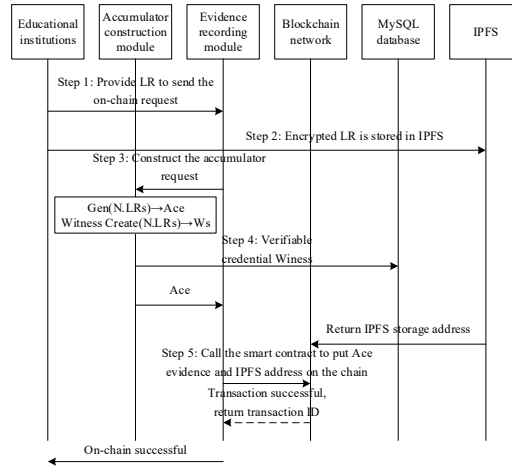 Educational
institutions
Accumulator
construction
module
Evidence
recording
module
Blockchain
network
MySQL
database
IPFS
Step 1: Provide LR to send the
on-chain request
Step 2: Encrypted LR is stored in IPFS
Step 3: Construct the accumulator
request
Gen(N.LRs)→Ace
Witness Create(N.LRs)→Ws
Step 4: Verifiable
credential Winess
Ace
Return IPFS storage address
Step 5: Call the smart contract to put Ace
evidence and IPFS address on the chain
Transaction successful,
return transaction ID
On-chain successful